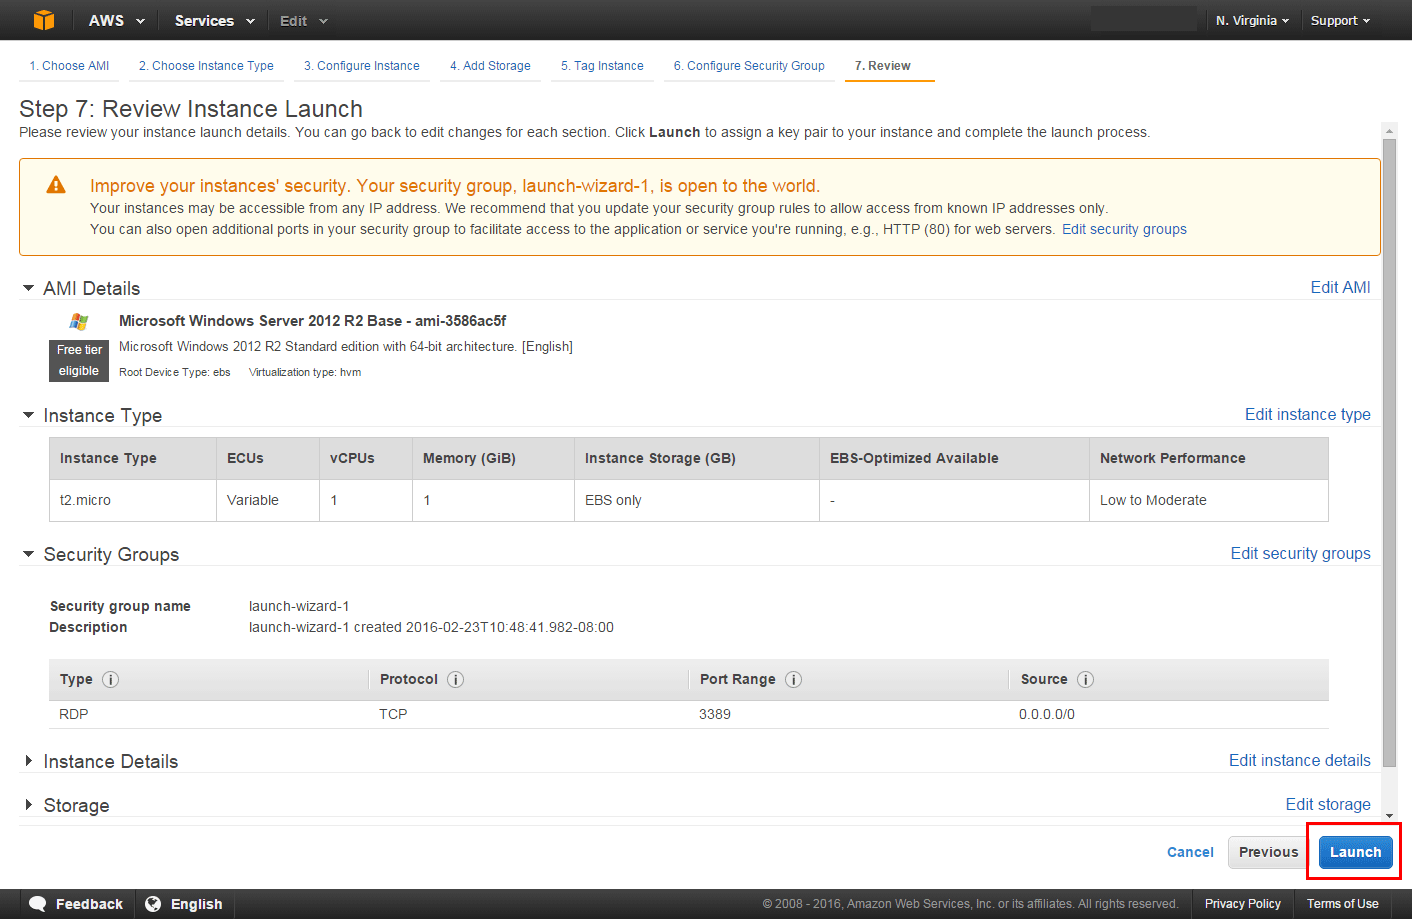 AWS Services Edit N. Virginia Support
1. Choose AMI 2. Choose Instance Type 3. Configure Instance 4. Add Storage 5. Tag Instance 6. Configure Security Group 7. Review
Step 7: Review Instance Launch
Please review your instance launch details. You can go back to edit changes for each section. Click Launch to assign a key pair to your instance and complete the launch process.
Improve your instances' security. Your security group, launch-wizard-1, is open to the world.
Your instances may be accessible from any IP address. We recommend that you update your security group rules to allow access from known IP addresses only.
You can also open additional ports in your security group to facilitate access to the application or service you're running, e.g., HTTP (80) for web servers. Edit security groups
AMI Details Edit AMI
Microsoft Windows Server 2012 R2 Base - ami-3586ac5f
Free tier
eligible
Microsoft Windows 2012 R2 Standard edition with 64-bit architecture. [English]
Root Device Type: ebs Virtualization type: hvm
Instance Type Edit instance type
Instance Type ECUs vCPUs Memory (GiB) Instance Storage (GB) EBS-Optimized Available Network Performance
t2.micro Variable 1 1 EBS only - Low to Moderate
Security Groups Edit security groups
Security group name launch-wizard-1
Description launch-wizard-1 created 2016-02-23T10:48:41.982-08:00
Type i Protocol i Port Range i Source i
RDP TCP 3389 0.0.0.0/0
Instance Details Edit instance details
Storage Edit storage
Cancel Previous Launch
Feedback English © 2008 - 2016, Amazon Web Services, Inc. or its affiliates. All rights reserved. Privacy Policy Terms of Use